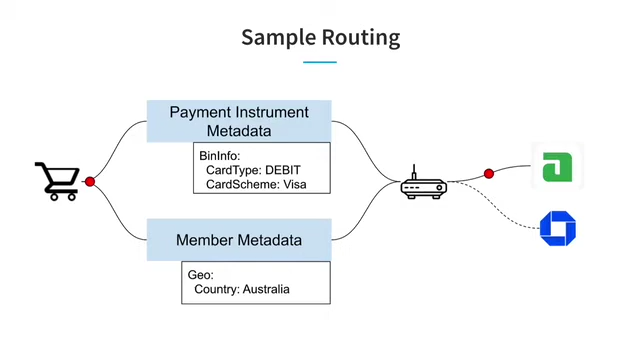 Sample Routing
Payment Instrument
Metadata
BinInfo:
CardType: DEBIT
CardScheme: Visa
Member Metadata
Geo:
Country: Australia